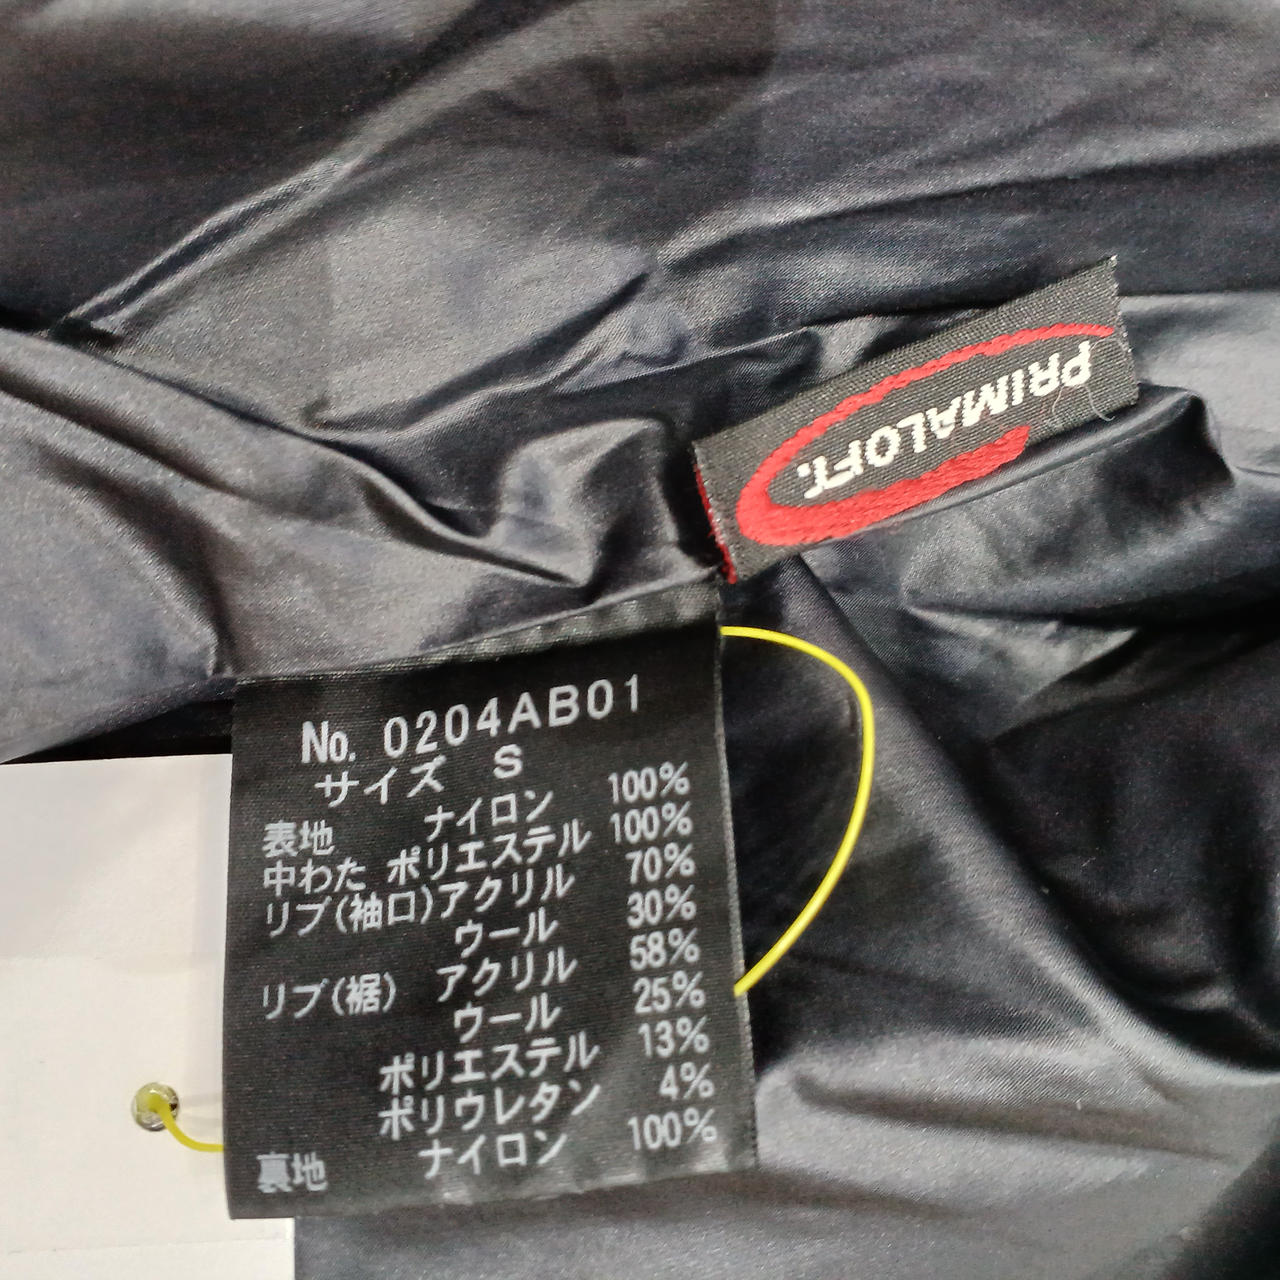 PRIMALOFT.
No. 0204AB01
サイズ S
表地 ナイロン 100%
中わた ポリエステル 100%
リブ(袖口)アクリル 70%
ウール 30%
リブ(裾) アクリル 58%
ウール 25%
ポリエステル 13%
ポリウレタン 4%
裏地 ナイロン 100%